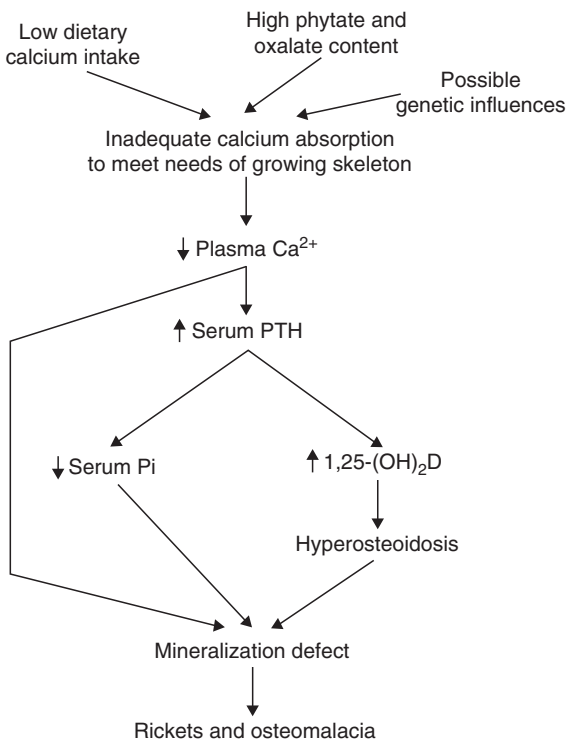 Low dietary
calcium intake
High phytate and
oxalate content
Possible
genetic influences
Inadequate calcium absorption
to meet needs of growing skeleton
↓ Plasma Ca²⁺
↑ Serum PTH
↓ Serum Pi
↑ 1,25-(OH)₂D
Hyperosteoidosis
Mineralization defect
Rickets and osteomalacia